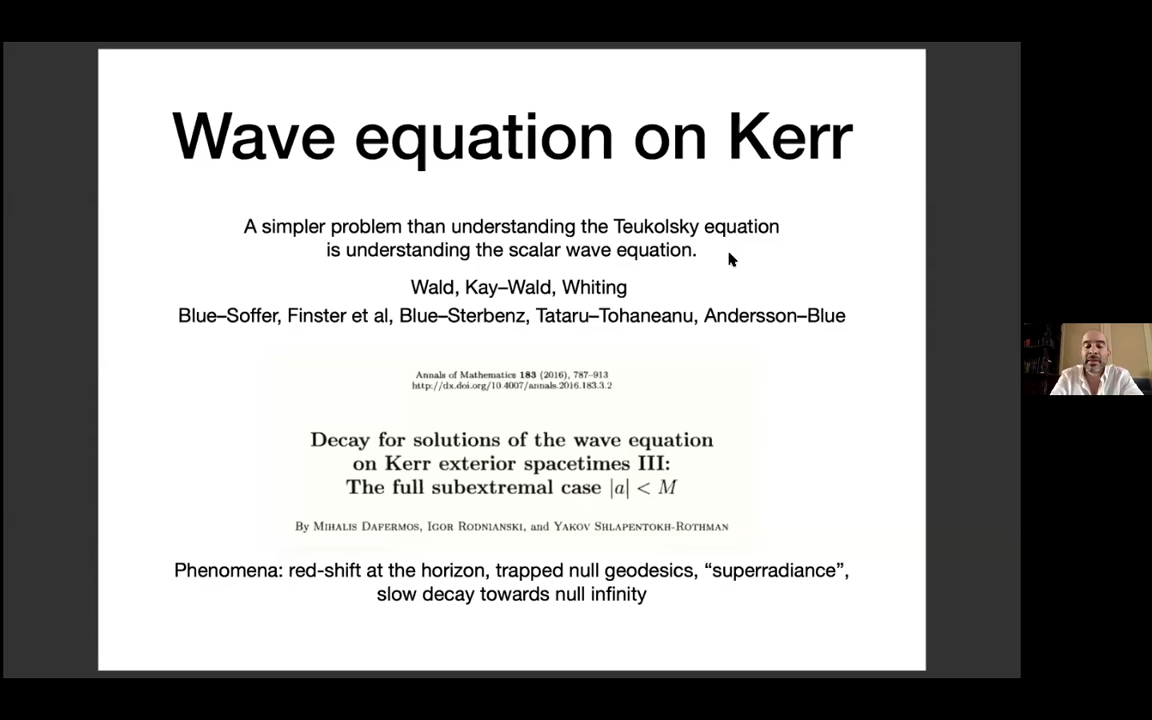 Wave equation on Kerr
A simpler problem than understanding the Teukolsky equation
is understanding the scalar wave equation.
Wald, Kay–Wald, Whiting
Blue–Soffer, Finster et al, Blue–Sterbenz, Tataru–Tohaneanu, Andersson–Blue
Annals of Mathematics 183 (2016), 787–913
http://dx.doi.org/10.4007/annals.2016.183.3.2
Decay for solutions of the wave equation
on Kerr exterior spacetimes III:
The full subextremal case |a| < M
By Mihalis Dafermos, Igor Rodnianski, and Yakov Shlapentokh-Rothman
Phenomena: red-shift at the horizon, trapped null geodesics, “superradiance”,
slow decay towards null infinity